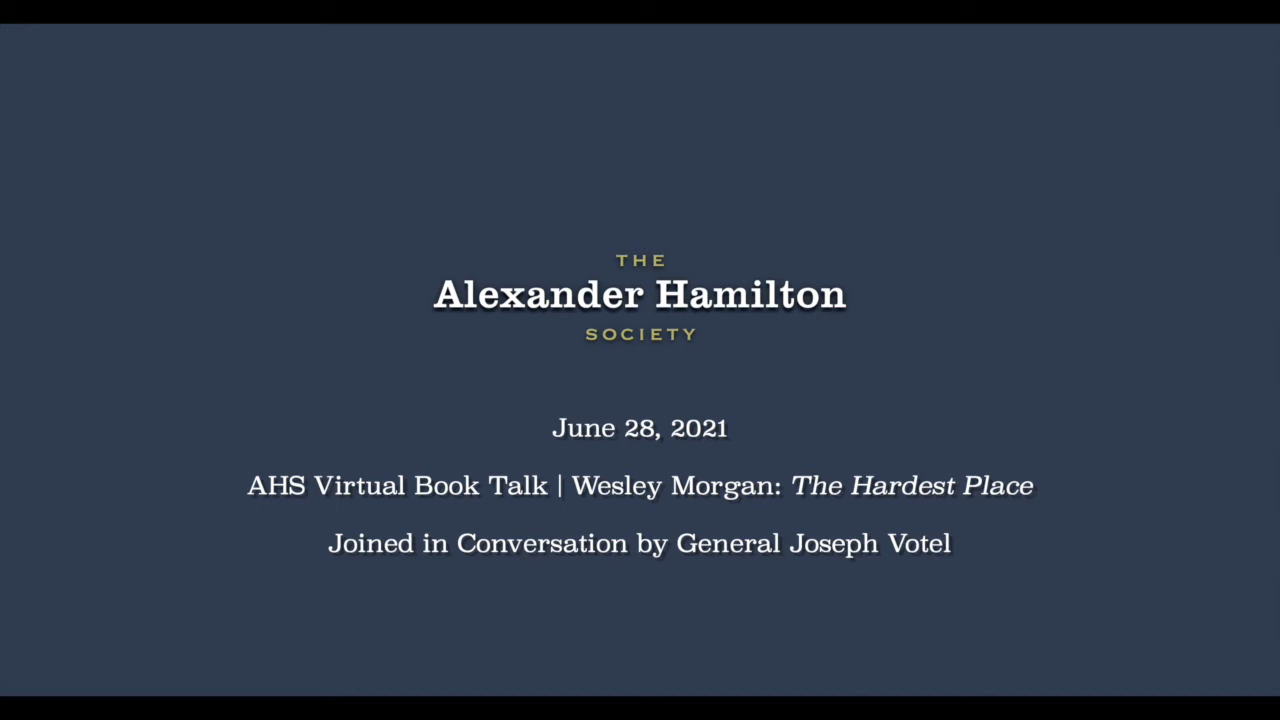 THE
Alexander Hamilton
SOCIETY
June 28, 2021
AHS Virtual Book Talk | Wesley Morgan: The Hardest Place
Joined in Conversation by General Joseph Votel